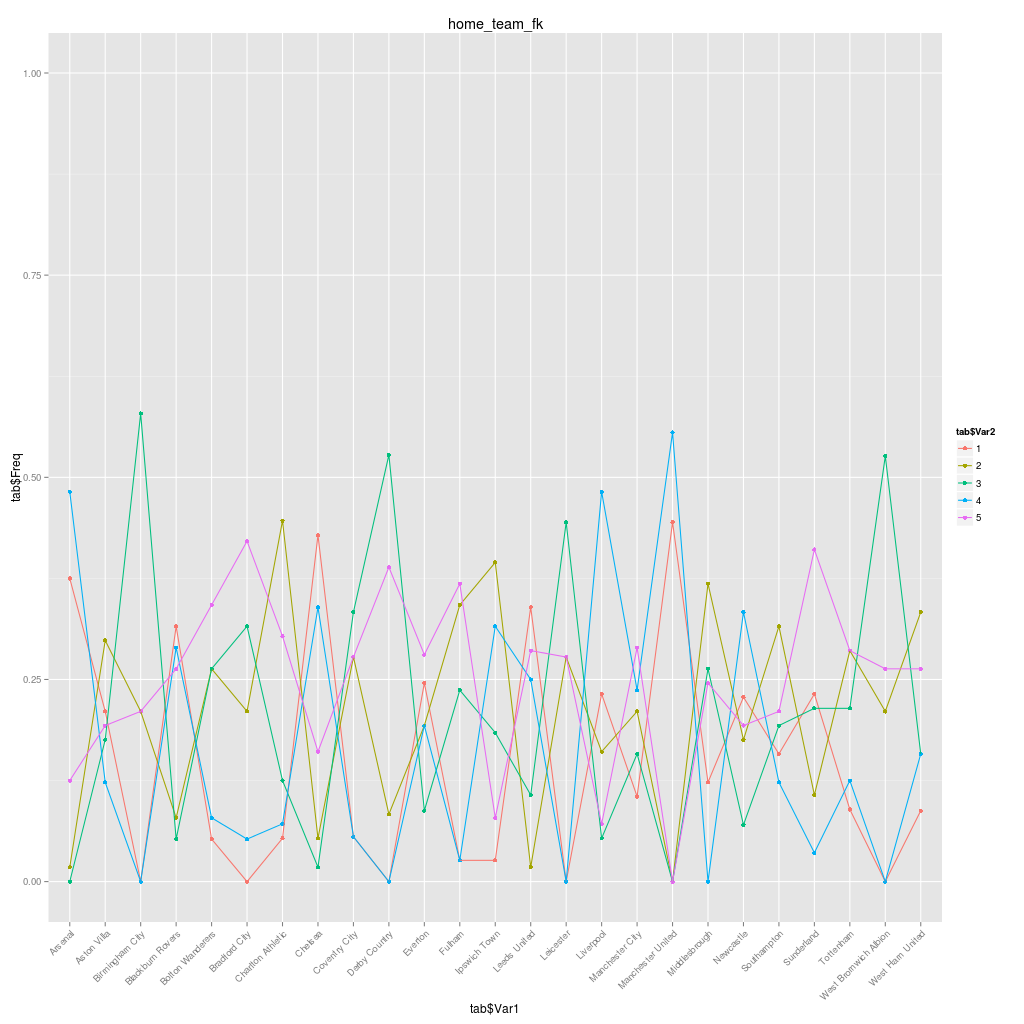 home_team_fk
tab$Freq
1.00
0.75
0.50
0.25
0.00
Arsenal
Aston Villa
Birmingham City
Blackburn Rovers
Bolton Wanderers
Bradford City
Charlton Athletic
Chelsea
Coventry City
Derby Country
Everton
Fulham
Ipswich Town
Leeds United
Leicester
Liverpool
Manchester City
Manchester United
Middlesbrough
Newcastle
Southampton
Sunderland
Tottenham
West Bromwich Albion
West Ham United
tab$Var1
tab$Var2
1
2
3
4
5